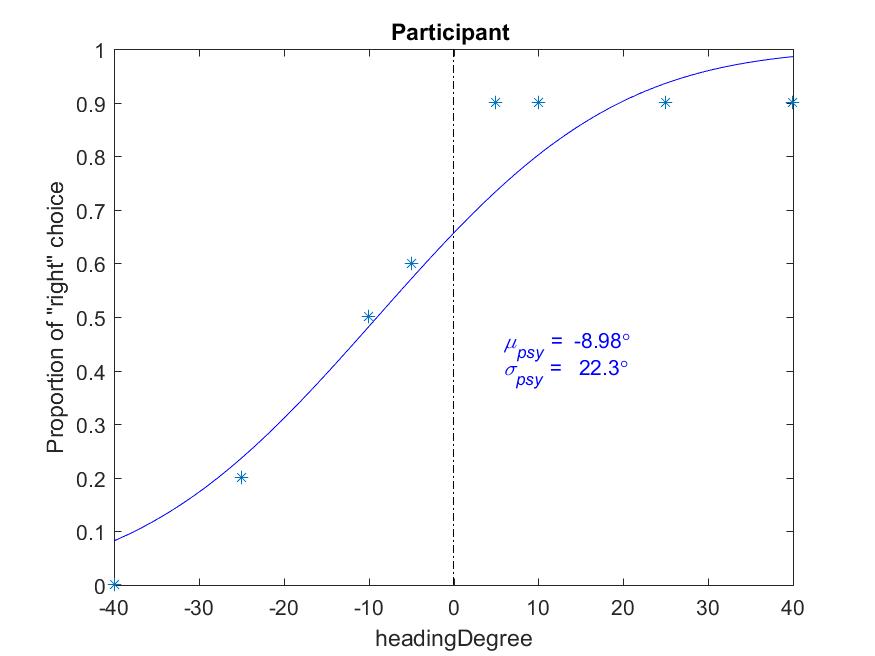 Participant
1
0.9
0.8
0.7
0.6
0.5
0.4
0.3
0.2
0.1
0
Proportion of "right" choice
μpsy = -8.98°
σpsy = 22.3°
-40 -30 -20 -10 0 10 20 30 40
headingDegree